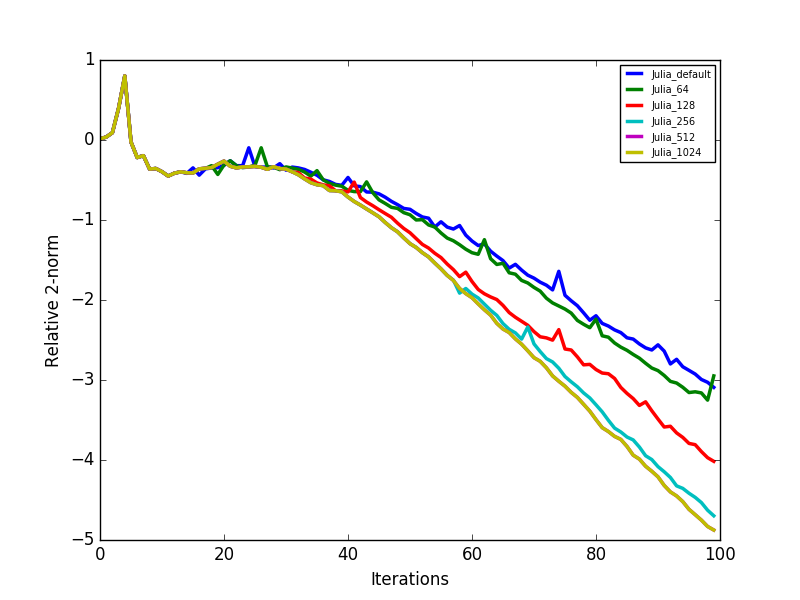 1
0
−1
−2
−3
−4
−5
0 20 40 60 80 100
Relative 2-norm
Iterations
Julia_default
Julia_64
Julia_128
Julia_256
Julia_512
Julia_1024